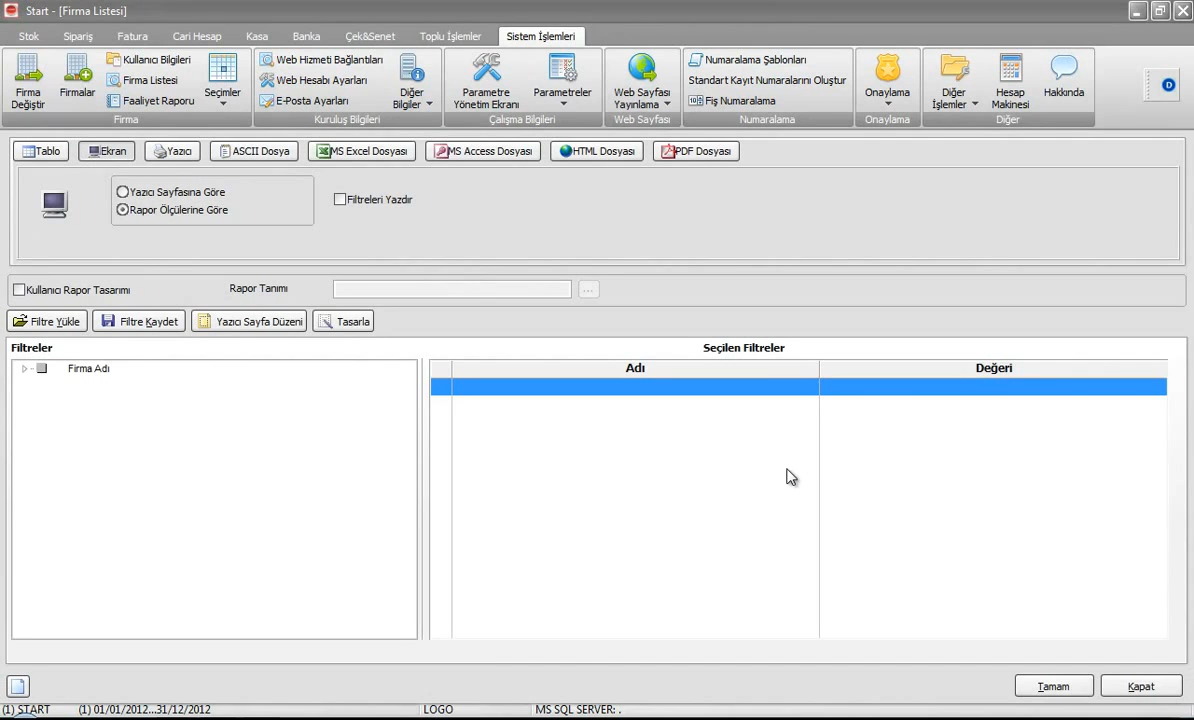 Start - [Firma Listesi]
Stok Sipariş Fatura Cari Hesap Kasa Banka Çek&Senet Toplu İşlemler Sistem İşlemleri
Firma Değiştir
Firmalar
Kullanıcı Bilgileri
Firma Listesi
Faaliyet Raporu
Seçimler
Firma
Web Hizmeti Bağlantıları
Web Hesabı Ayarları
E-Posta Ayarları
Diğer Bilgiler
Kuruluş Bilgileri
Parametre Yönetim Ekranı
Parametreler
Çalışma Bilgileri
Web Sayfası Yayınlama
Web Sayfası
Numaralama Şablonları
Standart Kayıt Numaralarını Oluştur
Fiş Numaralama
Numaralama
Onaylama
Onaylama
Diğer İşlemler
Hesap Makinesi
Hakkında
Diğer
D
Tablo Ekran Yazıcı ASCII Dosya MS Excel Dosyası MS Access Dosyası HTML Dosyası PDF Dosyası
Yazıcı Sayfasına Göre
Rapor Ölçülerine Göre
Filtreleri Yazdır
Kullanıcı Rapor Tasarımı Rapor Tanımı ...
Filtre Yükle Filtre Kaydet Yazıcı Sayfa Düzeni Tasarla
Filtreler Seçilen Filtreler
Firma Adı
Adı Değeri
Tamam Kapat
(1) START (1) 01/01/2012...31/12/2012 LOGO MS SQL SERVER: .